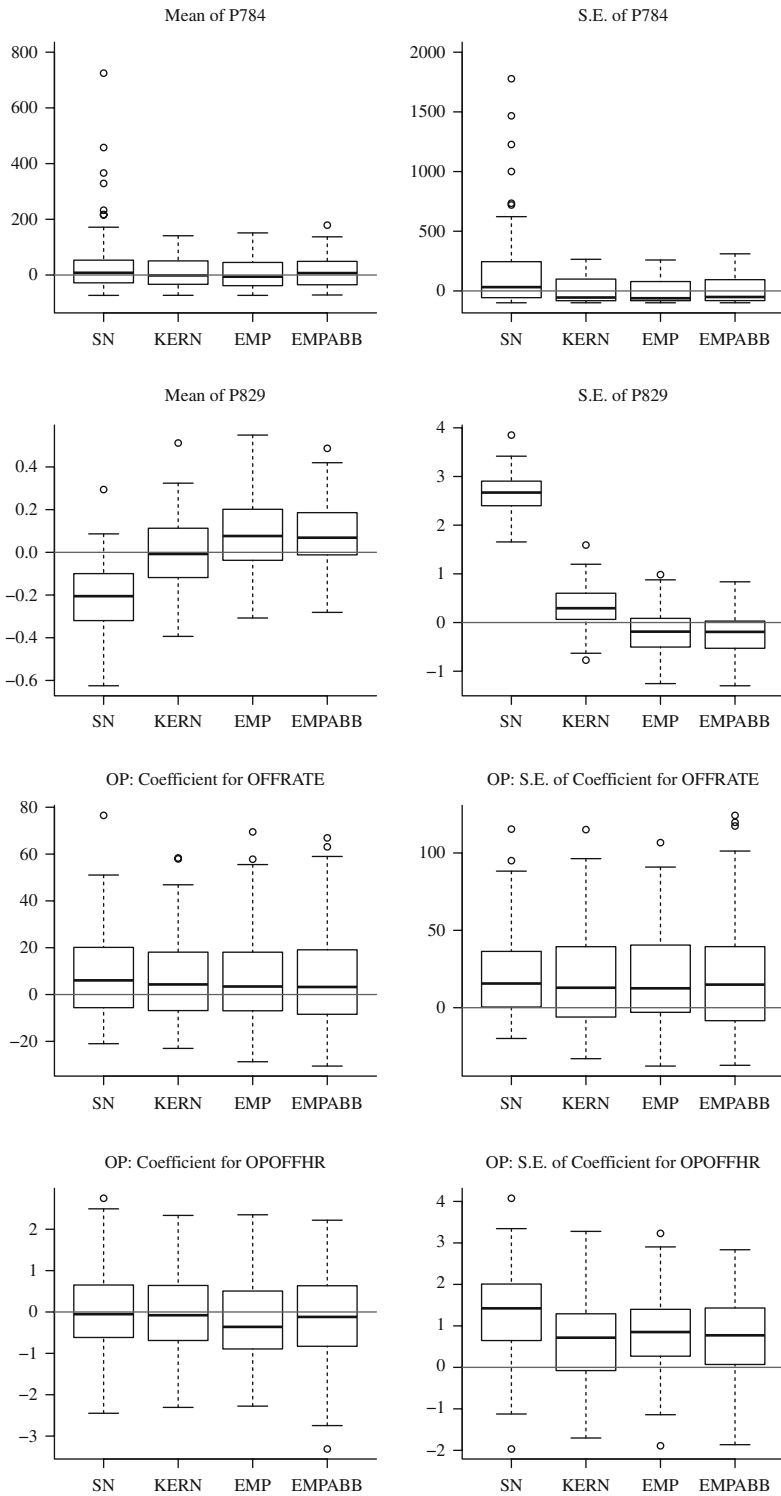 Mean of P784
800
600
400
200
0
SN KERN EMP EMPABB
S.E. of P784
2000
1500
1000
500
0
SN KERN EMP EMPABB
Mean of P829
0.4
0.2
0.0
−0.2
−0.4
−0.6
SN KERN EMP EMPABB
S.E. of P829
4
3
2
1
0
−1
SN KERN EMP EMPABB
OP: Coefficient for OFFRATE
80
60
40
20
0
−20
SN KERN EMP EMPABB
OP: S.E. of Coefficient for OFFRATE
100
50
0
SN KERN EMP EMPABB
OP: Coefficient for OPOFFHR
2
1
0
−1
−2
−3
SN KERN EMP EMPABB
OP: S.E. of Coefficient for OPOFFHR
4
3
2
1
0
−1
−2
SN KERN EMP EMPABB